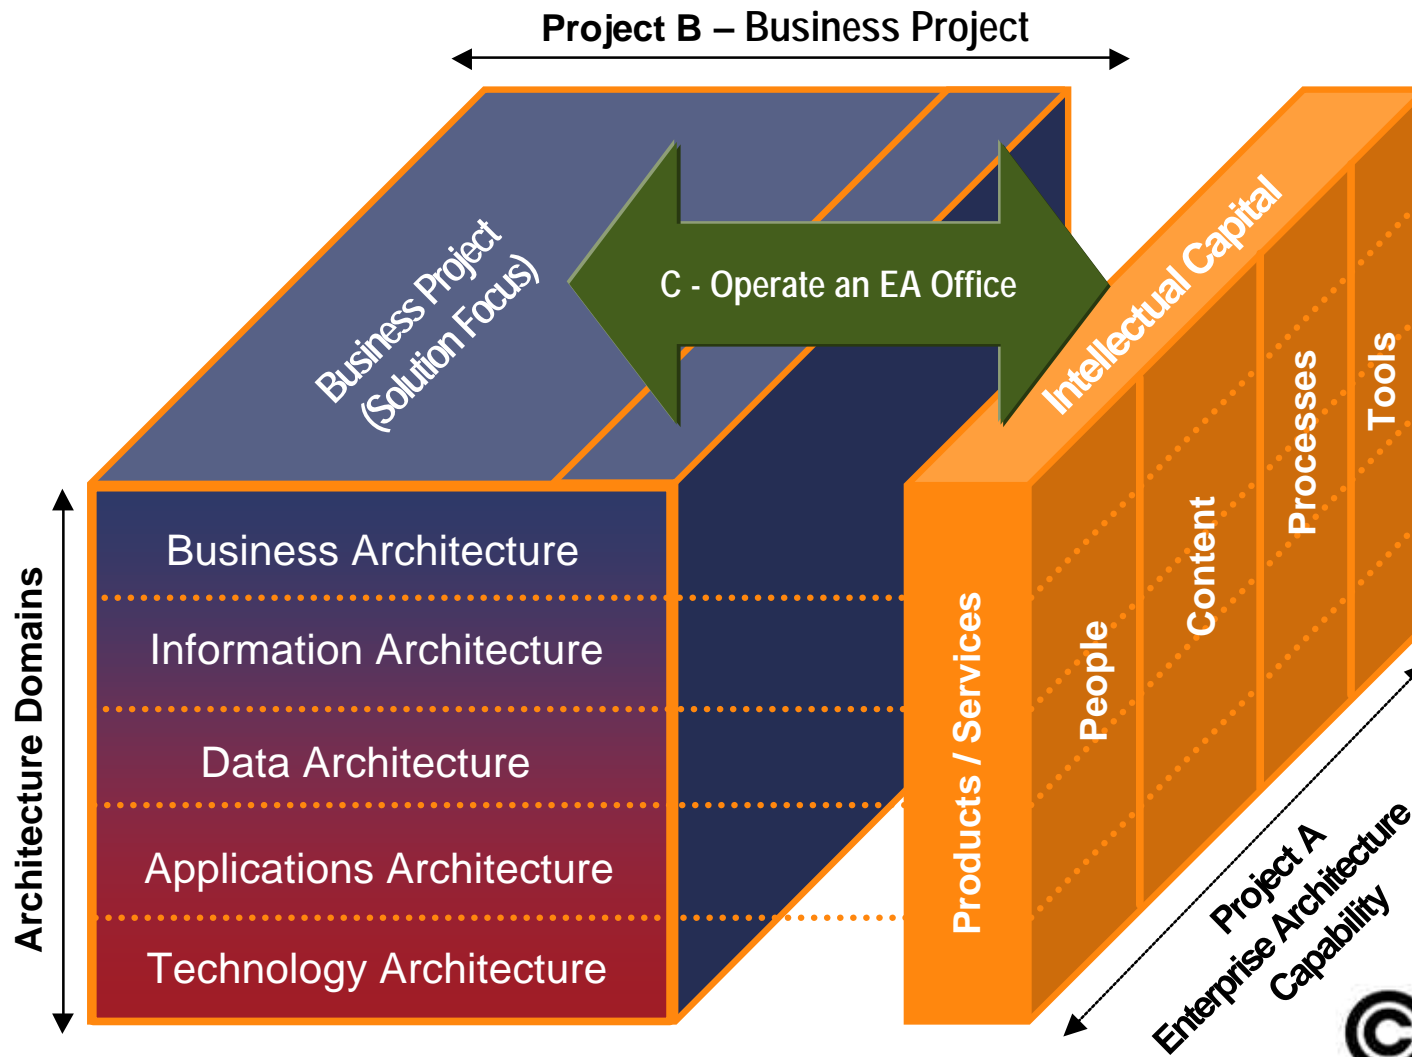 Project B – Business Project
Business Project
(Solution Focus)
C - Operate an EA Office
Intellectual Capital
Architecture Domains
Business Architecture
Information Architecture
Data Architecture
Applications Architecture
Technology Architecture
Products / Services
People
Content
Processes
Tools
Project A
Enterprise Architecture
Capability
©